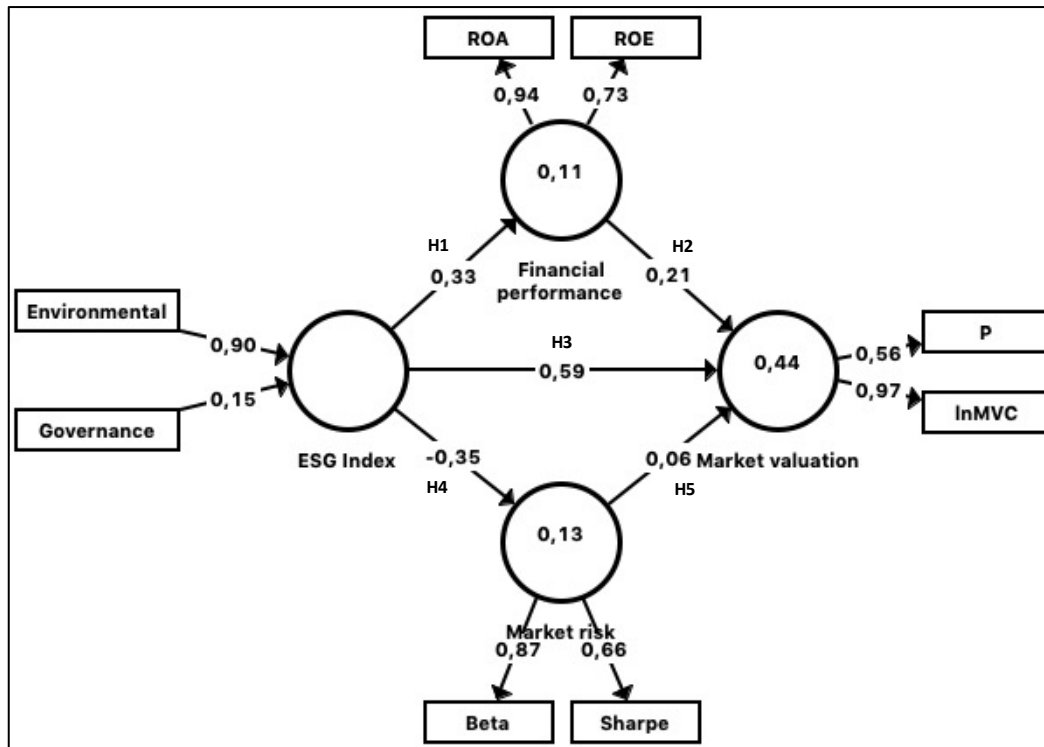 ROA
ROE
0,94
0,73
0,11
H1
H2
0,33
Financial
performance
0,21
Environmental
0,90
H3
P
0,59
0,44
0,56
0,15
0,97
Governance
lnMVC
ESG Index
-0,35
0,06
Market valuation
H4
H5
0,13
Market risk
0,87
0,66
Beta
Sharpe